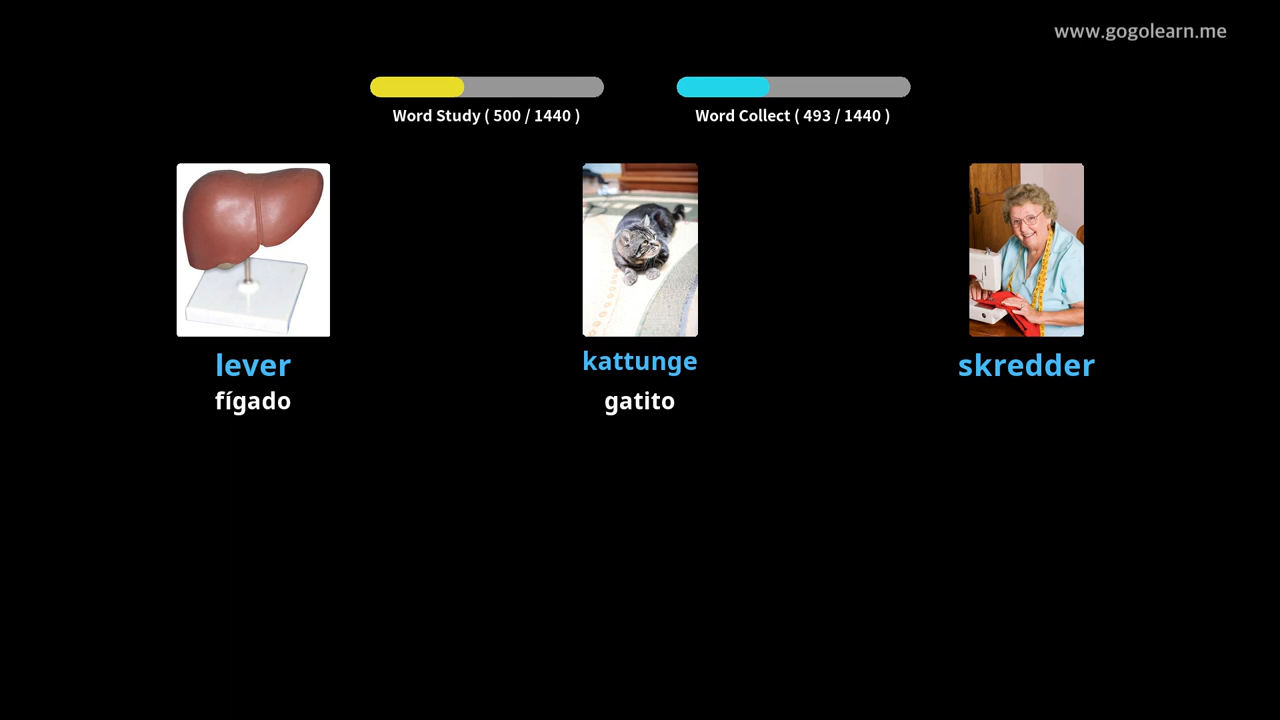 www.gogolearn.me
Word Study ( 500 / 1440 )
Word Collect ( 493 / 1440 )
lever
kattunge
skredder
fígado
gatito